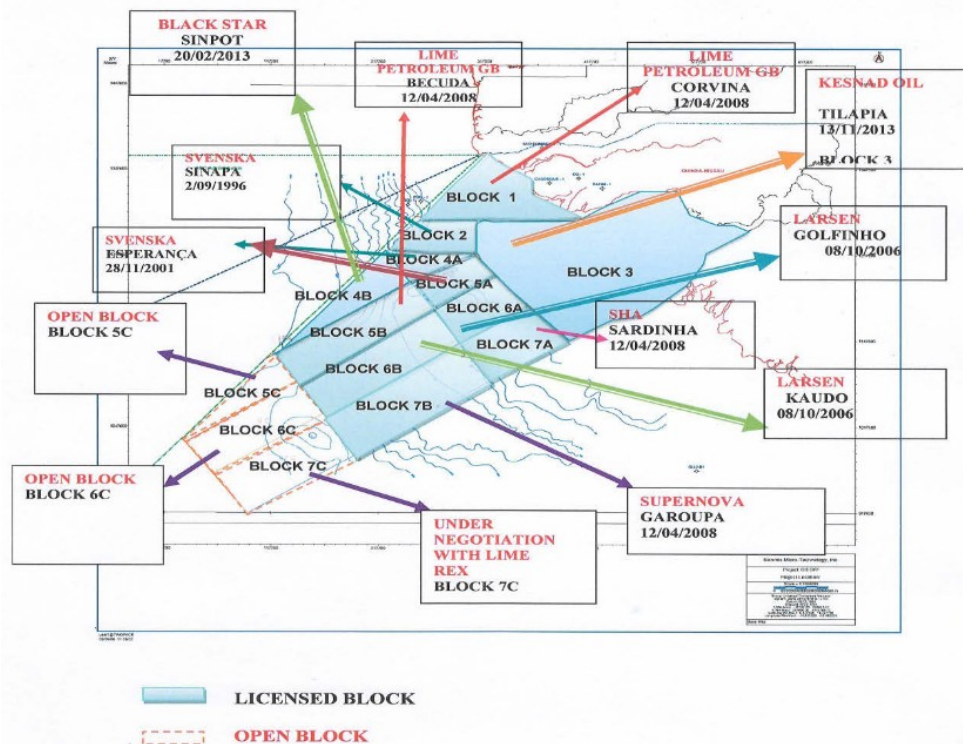 BLACK STAR
SINPOT
20/02/2013
LIME
PETROLEUM GB
BECUDA
12/04/2008
LIME
PETROLEUM GB
CORVINA
12/04/2008
KESNAD OIL
TILAPIA
13/11/2013
BLOCK 3
SVENSKA
SINAPA
2/09/1996
SVENSKA
ESPERANÇA
28/11/2001
LARSEN
GOLFINHO
08/10/2006
OPEN BLOCK
BLOCK 5C
SHA
SARDINHA
12/04/2008
LARSEN
KAUDO
08/10/2006
OPEN BLOCK
BLOCK 6C
UNDER
NEGOTIATION
WITH LIME
REX
BLOCK 7C
SUPERNOVA
GAROUPA
12/04/2008
BLOCK 1
BLOCK 2
BLOCK 3
BLOCK 4A
BLOCK 4B
BLOCK 5A
BLOCK 5B
BLOCK 6A
BLOCK 6B
BLOCK 7A
BLOCK 7B
BLOCK 5C
BLOCK 6C
BLOCK 7C
LICENSED BLOCK
OPEN BLOCK